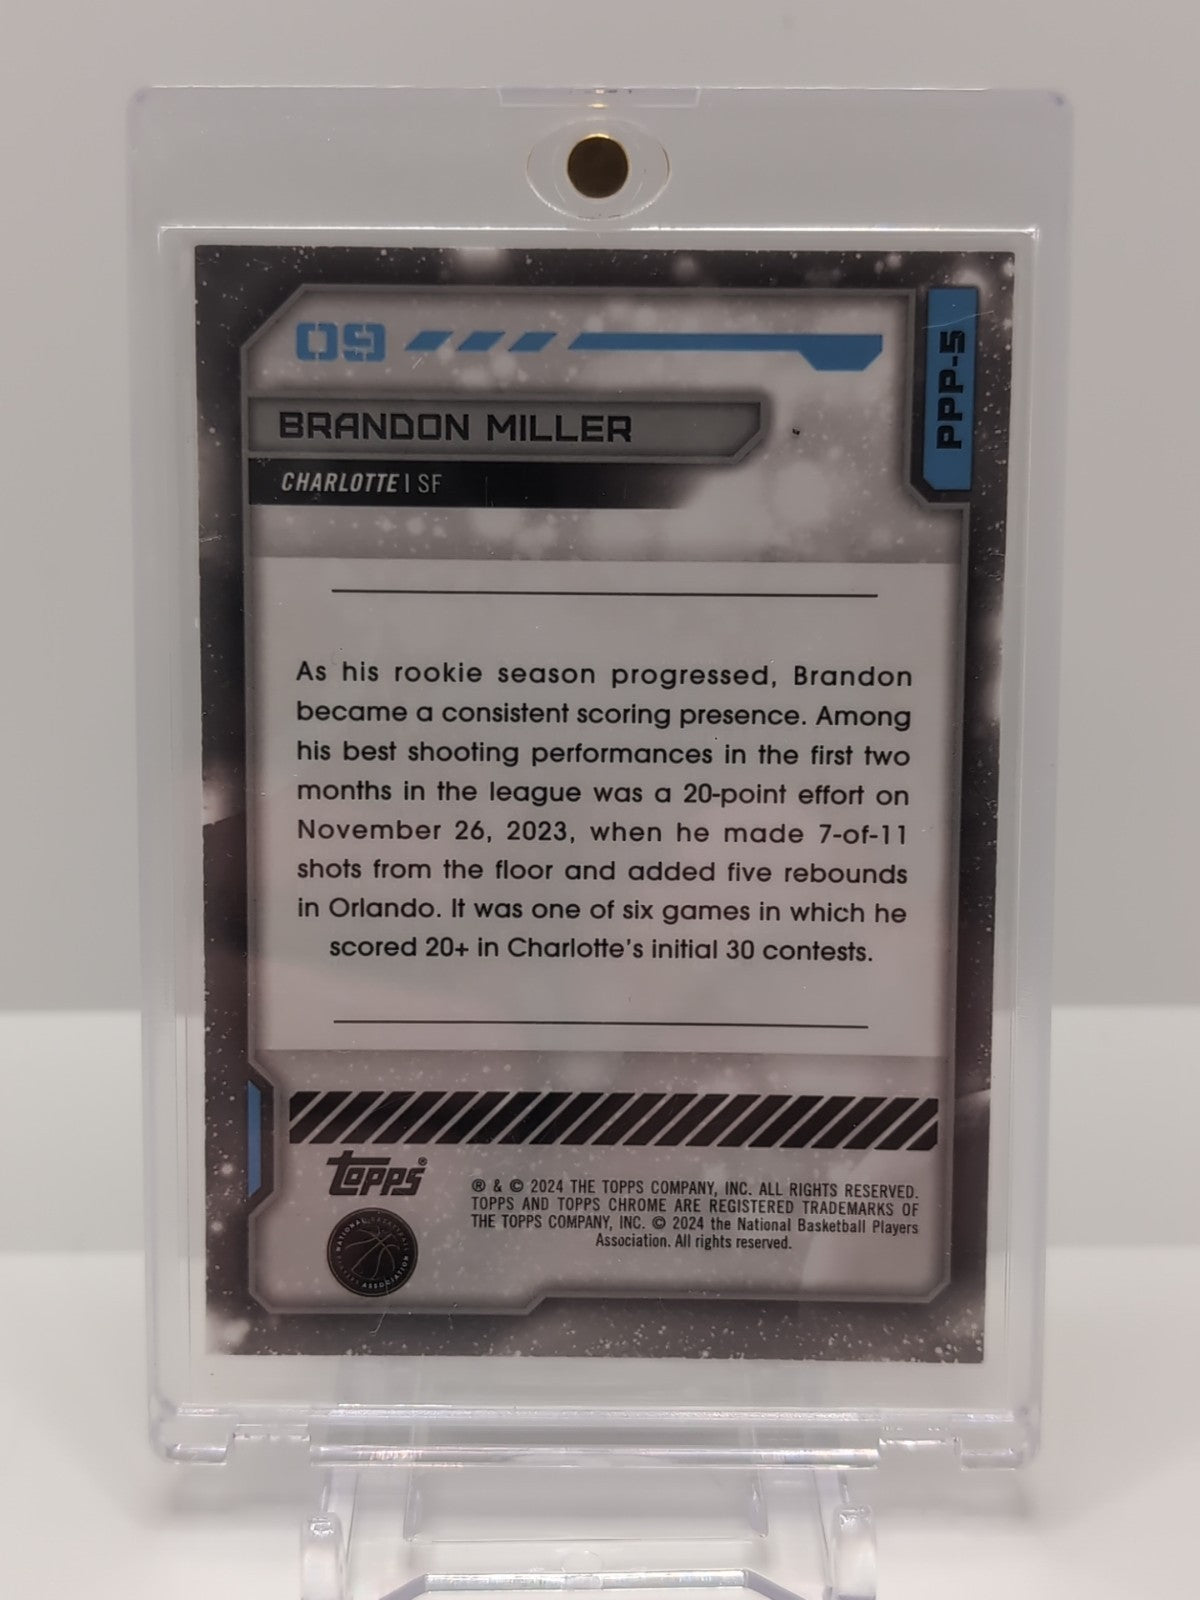 09
PPP-5
BRANDON MILLER
CHARLOTTE | SF
As his rookie season progressed, Brandon
became a consistent scoring presence. Among
his best shooting performances in the first two
months in the league was a 20-point effort on
November 26, 2023, when he made 7-of-11
shots from the floor and added five rebounds
in Orlando. It was one of six games in which he
scored 20+ in Charlotte's initial 30 contests.
Topps®
® & © 2024 THE TOPPS COMPANY, INC. ALL RIGHTS RESERVED.
TOPPS AND TOPPS CHROME ARE REGISTERED TRADEMARKS OF
THE TOPPS COMPANY, INC. © 2024 the National Basketball Players
Association. All rights reserved.
NATIONAL BASKETBALL PLAYERS ASSOCIATION